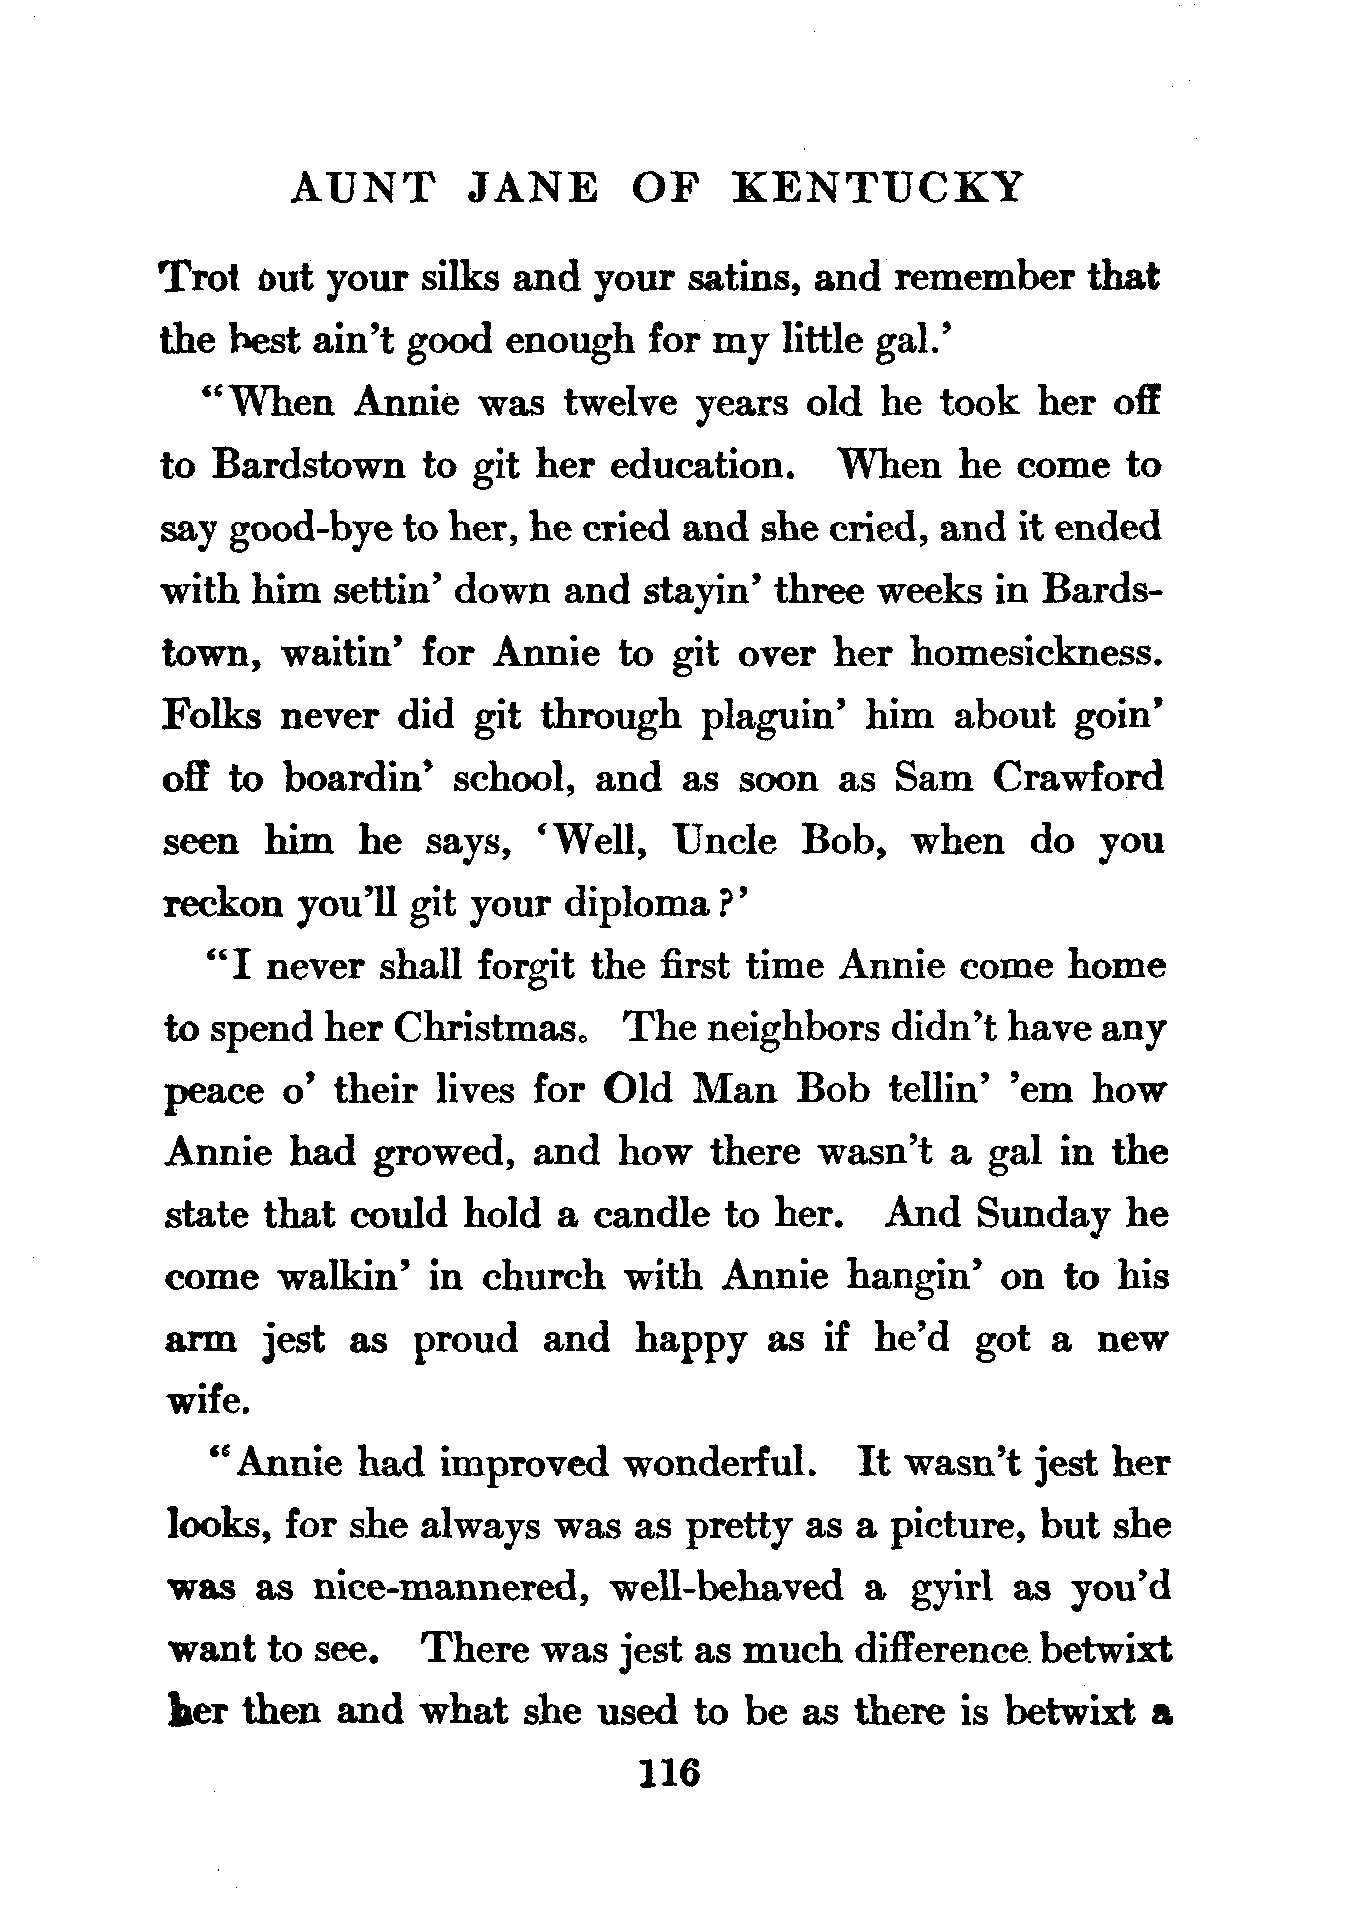 AUNT JANE OF KENTUCKY
Trot out your silks and your satins, and remember that
the best ain't good enough for my little gal.'
“When Annie was twelve years old he took her off
to Bardstown to git her education. When he come to
say good-bye to her, he cried and she cried, and it ended
with him settin' down and stayin' three weeks in Bards-
town, waitin' for Annie to git over her homesickness.
Folks never did git through plaguin' him about goin'
off to boardin' school, and as soon as Sam Crawford
seen him he says, ‘Well, Uncle Bob, when do you
reckon you'll git your diploma?’
“I never shall forgit the first time Annie come home
to spend her Christmas. The neighbors didn't have any
peace o' their lives for Old Man Bob tellin' 'em how
Annie had growed, and how there wasn't a gal in the
state that could hold a candle to her. And Sunday he
come walkin' in church with Annie hangin' on to his
arm jest as proud and happy as if he'd got a new
wife.
“Annie had improved wonderful. It wasn't jest her
looks, for she always was as pretty as a picture, but she
was as nice-mannered, well-behaved a gyirl as you'd
want to see. There was jest as much difference betwixt
her then and what she used to be as there is betwixt a
116